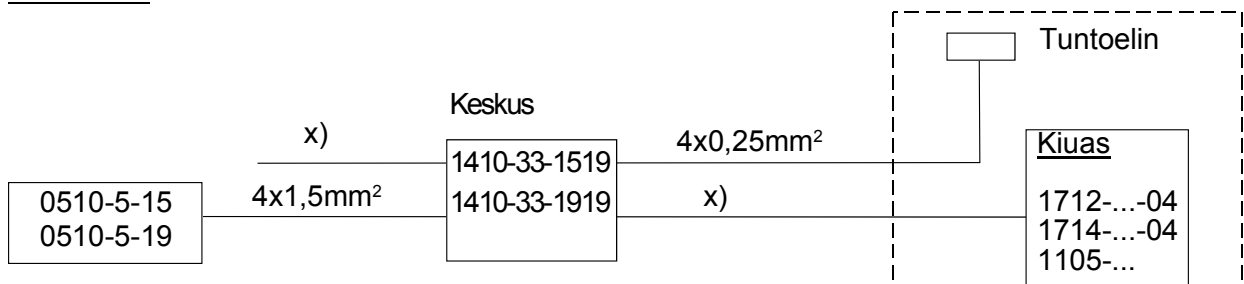 Tuntoelin
Keskus
x)
4x0,25mm²
1410-33-1519
1410-33-1919
0510-5-15
0510-5-19
4x1,5mm²
x)
Kiuas
1712-...-04
1714-...-04
1105-...